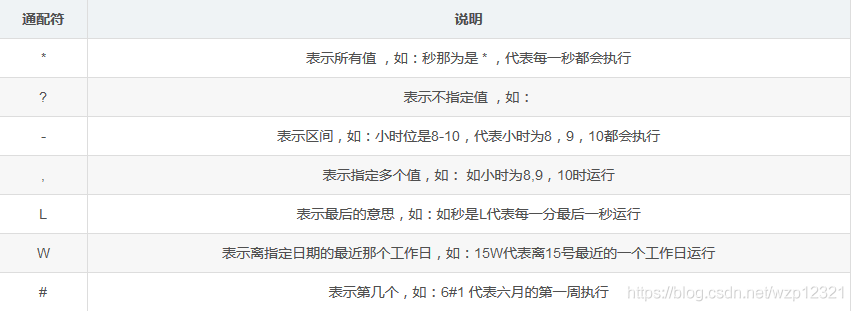 通配符 说明
* 表示所有值 ，如：秒那为是 * ，代表每一秒都会执行
? 表示不指定值 ，如：
- 表示区间，如：小时位是8-10，代表小时为8，9，10都会执行
, 表示指定多个值，如： 如小时为8,9，10时运行
L 表示最后的意思，如：如秒是L代表每一分最后一秒运行
W 表示离指定日期的最近那个工作日，如：15W代表离15号最近的一个工作日运行
# 表示第几个，如：6#1 代表六月的第一周执行
https://blog.csdn.net/wzp12321